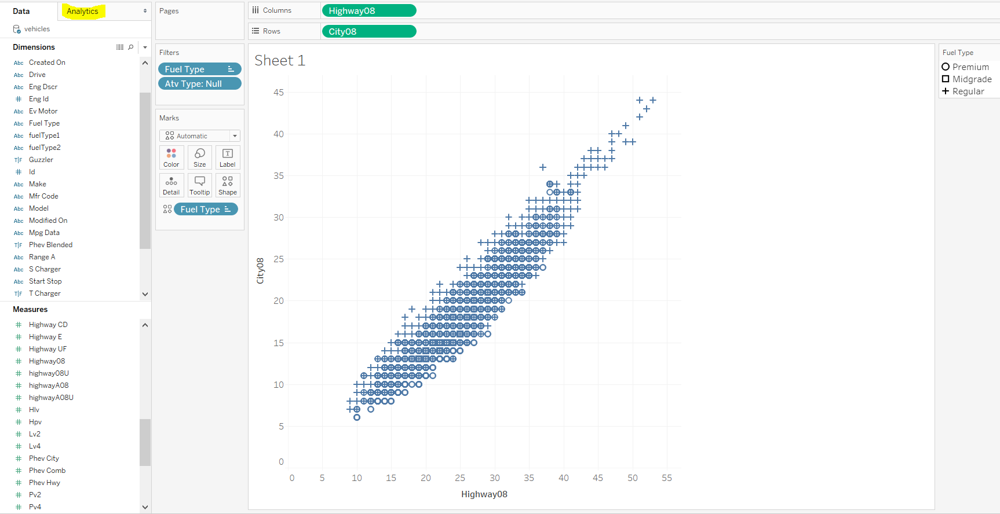 Data
Analytics
vehicles
Dimensions
Abc Created On
Abc Drive
Abc Eng Dscr
# Eng Id
Abc Ev Motor
Abc Fuel Type
Abc fuelType1
Abc fuelType2
T|F Guzzler
# Id
Abc Make
Abc Mfr Code
Abc Model
Abc Modified On
Abc Mpg Data
T|F Phev Blended
Abc Range A
Abc S Charger
Abc Start Stop
T|F T Charger
Measures
# Highway CD
# Highway E
# Highway UF
# Highway08
# highway08U
# highwayA08
# highwayA08U
# Hlv
# Hpv
# Lv2
# Lv4
# Phev City
# Phev Comb
# Phev Hwy
# Pv2
# Pv4
Pages
Filters
Fuel Type
Atv Type: Null
Marks
Automatic
Color
Size
T
Label
Detail
Tooltip
Shape
Fuel Type
Columns
Highway08
Rows
City08
Sheet 1
45
40
35
30
25
20
15
10
5
0
City08
0 5 10 15 20 25 30 35 40 45 50 55
Highway08
Fuel Type
Premium
Midgrade
Regular